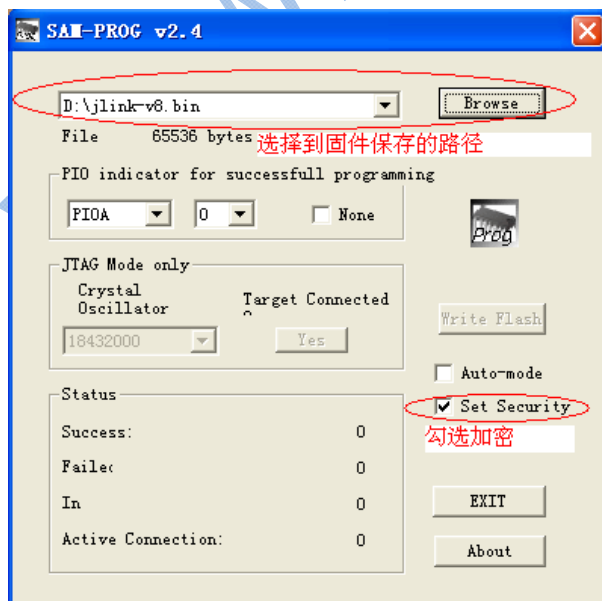 SAM-PROG v2.4
D:\jlink-v8.bin
Browse
File 65536 bytes
选择到固件保存的路径
PIO indicator for successfull programming
PIOA 0 None
Prog
JTAG Mode only
Crystal Oscillator
Target Connected
18432000
Yes
Write Flash
Auto-mode
Set Security
勾选加密
Status
Success: 0
Failed 0
In 0
Active Connection: 0
EXIT
About